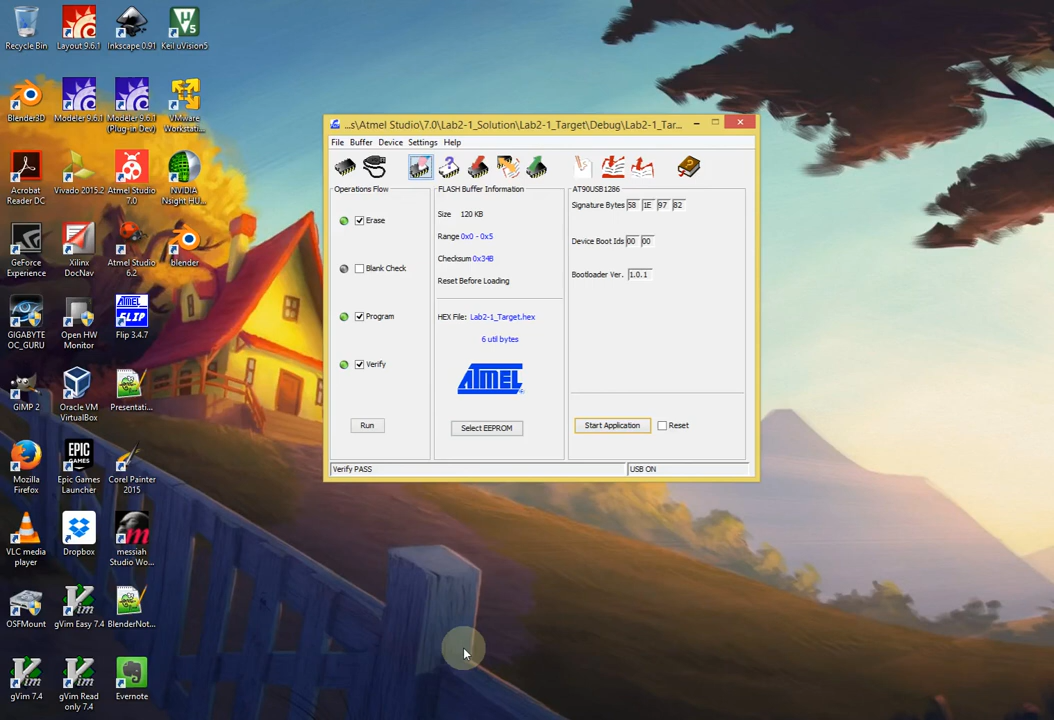 Recycle Bin
Layout 9.6.1
Inkscape 0.91
Keil uVision5
Blender3D
Modeler 9.6.1
Modeler 9.6.1
(Plug-in Dev)
VMware
Workstati...
Acrobat
Reader DC
Vivado 2015.2
Atmel Studio
7.0
NVIDIA
Nsight HU...
GeForce
Experience
Xilinx
DocNav
Atmel Studio
6.2
blender
GIGABYTE
OC_GURU
Open HW
Monitor
ATMEL
FLIP
Flip 3.4.7
GIMP 2
Oracle VM
VirtualBox
Presentati...
Mozilla
Firefox
EPIC
GAMES
Epic Games
Launcher
Corel Painter
2015
VLC media
player
Dropbox
messiah
Studio Wo...
OSFMount
gVim Easy 7.4
BlenderNot...
gVim 7.4
gVim Read
only 7.4
Evernote
...s\Atmel Studio\7.0\Lab2-1_Solution\Lab2-1_Target\Debug\Lab2-1_Tar...
File Buffer Device Settings Help
Operations Flow
Erase
Blank Check
Program
Verify
Run
FLASH Buffer Information
Size 120 KB
Range 0x0 - 0x5
Checksum 0x34B
Reset Before Loading
HEX File: Lab2-1_Target.hex
6 util bytes
ATMEL
Select EEPROM
AT90USB1286
Signature Bytes 58 1E 97 82
Device Boot Ids 00 00
Bootloader Ver. 1.0.1
Start Application
Reset
Verify PASS
USB ON